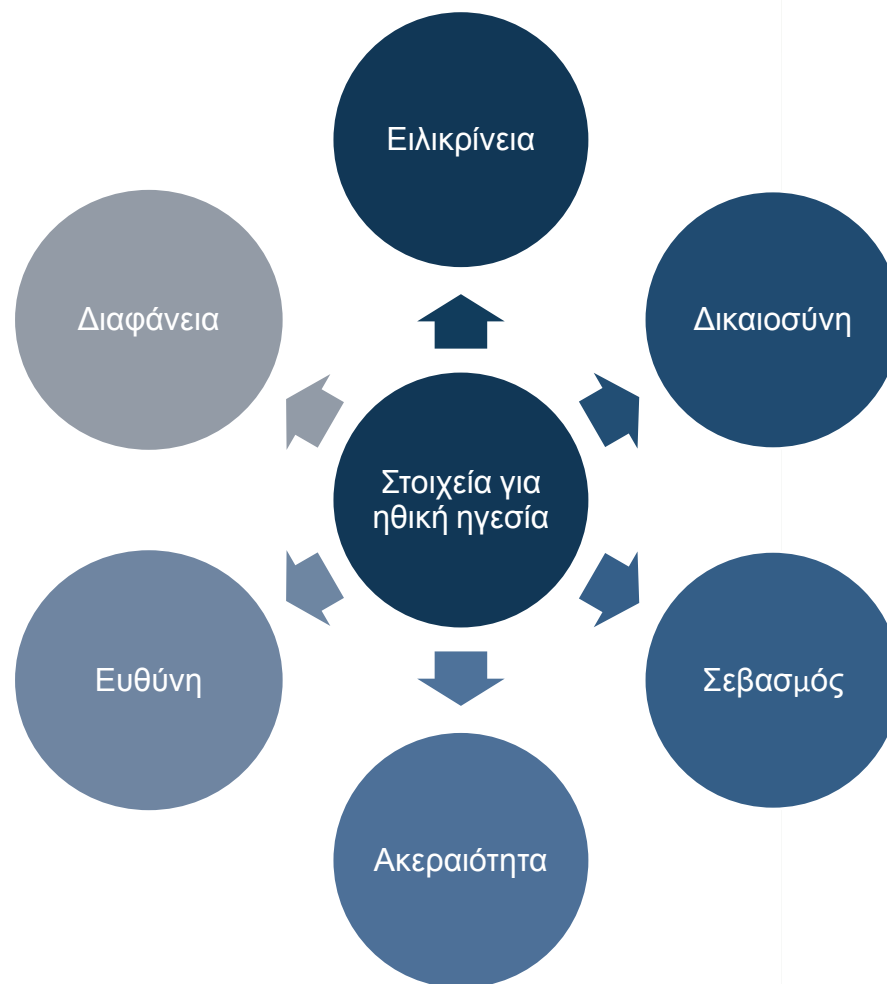 Ειλικρίνεια
Διαφάνεια
Δικαιοσύνη
Στοιχεία για
ηθική ηγεσία
Ευθύνη
Σεβασμός
Ακεραιότητα